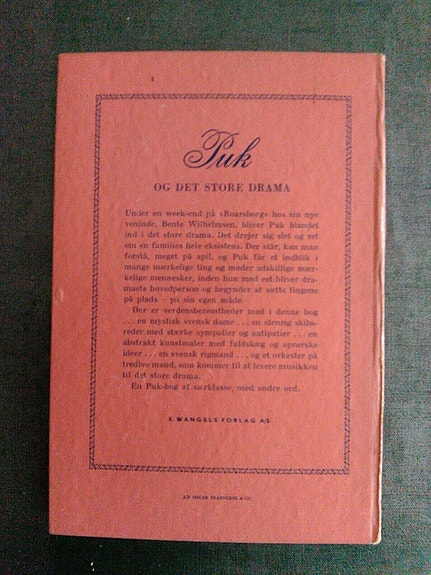 Puk
OG DET STORE DRAMA
Under en week-end på »Roarsborg« hos sin nye
veninde, Bente Wilhelmsen, bliver Puk blandet
ind i det store drama. Det drejer sig slet og ret
om en families hele eksistens. Der står, kan man
forstå, meget på spil, og Puk får et indblik i
mange mærkelige ting og møder adskillige mær-
kelige mennesker, inden hun med eet bliver dra-
maets hovedperson og begynder at sætte tingene
på plads – på sin egen måde.
Der er verdensberømtheder med i denne bog
... en mystisk svensk dame ... en sleurig skibs-
reder med stærke sympatier og antipatier ... en
abstrakt kunstmaler med fuldskæg og oprørske
ideer ... en svensk rigmand ... og et orkester på
tredive mand, som kommer til at levere musikken
til det store drama.
En Puk-bog af særklasse, med andre ord.
E. WANGELS FORLAG A/S
A/S OSCAR & CO.